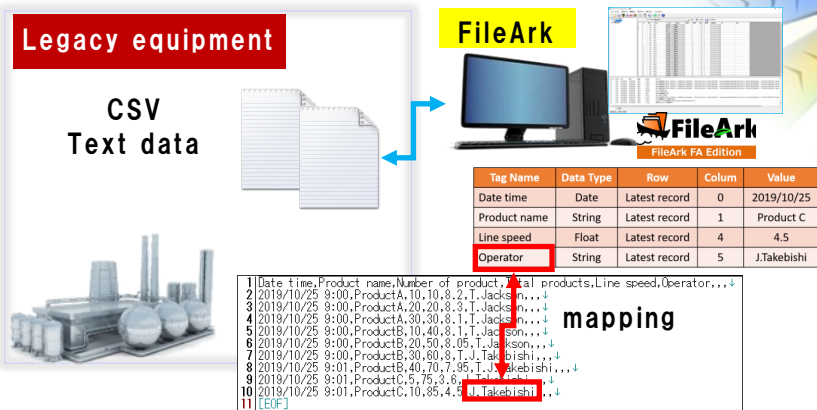 Legacy equipment
CSV
Text data
FileArk
FileArk
FileArk FA Edition
Tag Name Data Type Row Colum Value
Date time Date Latest record 0 2019/10/25
Product name String Latest record 1 Product C
Line speed Float Latest record 4 4.5
Operator String Latest record 5 J.Takebishi
mapping
1 Date time,Product name,Number of product,Total products,Line speed,Operator,,,↓
2 2019/10/25 9:00,ProductA,10,10,8.2,T.Jackson,,,↓
3 2019/10/25 9:00,ProductA,20,20,8.3,T.Jackson,,,↓
4 2019/10/25 9:00,ProductA,30,30,8.1,T.Jackson,,,↓
5 2019/10/25 9:00,ProductB,10,40,8.1,T.Jackson,,,↓
6 2019/10/25 9:00,ProductB,20,50,8.05,T.Jackson,,,↓
7 2019/10/25 9:00,ProductB,30,60,8,T.J.Takebishi,,,↓
8 2019/10/25 9:01,ProductB,40,70,7.95,T.J.Takebishi,,,↓
9 2019/10/25 9:01,ProductC,5,75,3.6,J.Takebishi,,,↓
10 2019/10/25 9:01,ProductC,10,85,4.5,J.Takebishi,,,↓
11 [EOF]